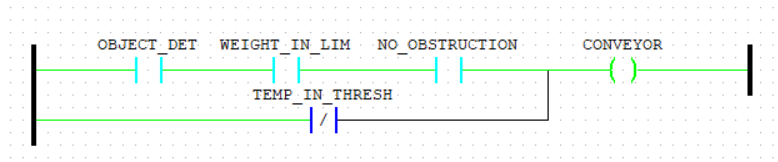 OBJECT_DET WEIGHT_IN_LIM NO_OBSTRUCTION CONVEYOR
TEMP_IN_THRESH